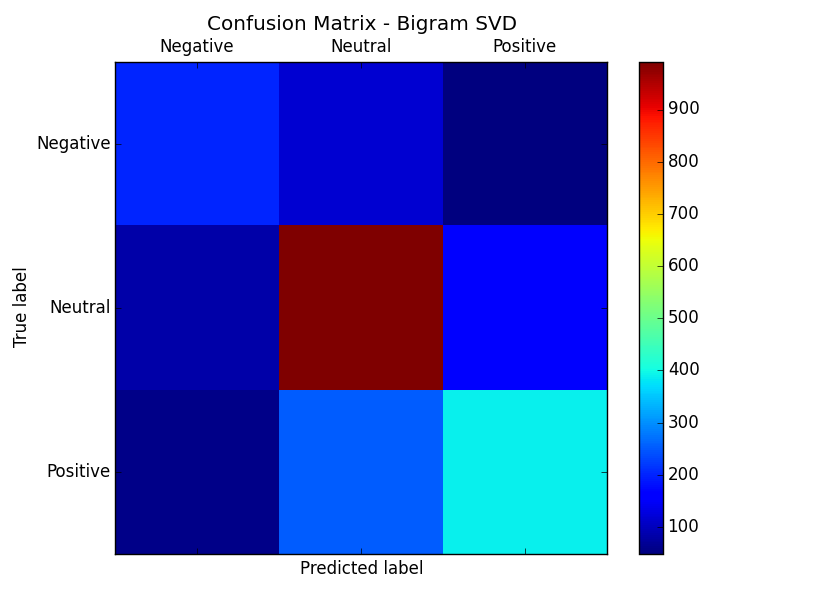 Confusion Matrix - Bigram SVD
Negative Neutral Positive
Negative
Neutral
Positive
True label
Predicted label
900
800
700
600
500
400
300
200
100